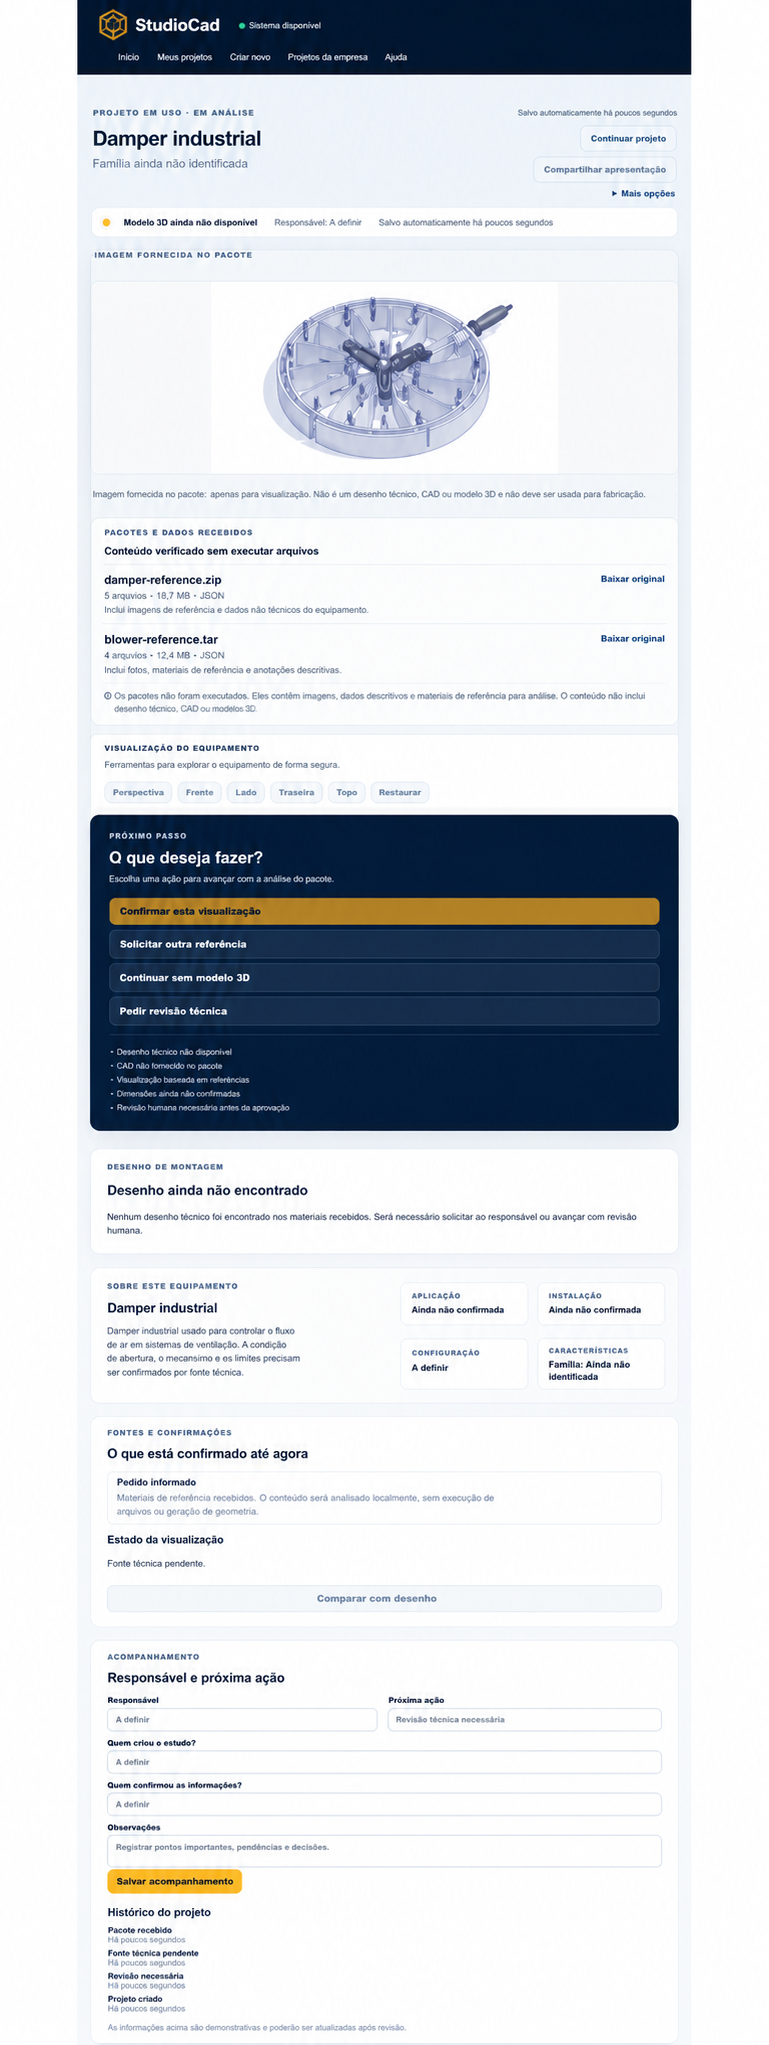 StudioCad
Sistema disponível
Início Meus projetos Criar novo Projetos da empresa Ajuda
PROJETO EM USO - EM ANÁLISE
Damper industrial
Família ainda não identificada
Salvo automaticamente há poucos segundos
Continuar projeto
Compartilhar apresentação
Mais opções
Modelo 3D ainda não disponível Responsável: A definir Salvo automaticamente há poucos segundos
IMAGEM FORNECIDA NO PACOTE
Imagem fornecida no pacote: apenas para visualização. Não é um desenho técnico, CAD ou modelo 3D e não deve ser usada para fabricação.
PACOTES E DADOS RECEBIDOS
Conteúdo verificado sem executar arquivos
damper-reference.zip
Baixar original
5 arquvios • 18,7 MB • JSON
Inclui imagens de referência e dados não técnicos do equipamento.
blower-reference.tar
Baixar original
4 arquvios • 12,4 MB • JSON
Inclui fotos, materiais de referência e anotações descritivas.
Os pacotes não foram executados. Eles contêm imagens, dados descritivos e materiais de referência para análise. O conteúdo não inclui
desenho técnico, CAD ou modelos 3D.
VISUALIZAÇÃO DO EQUIPAMENTO
Ferramentas para explorar o equipamento de forma segura.
Perspectiva Frente Lado Traseira Topo Restaurar
PRÓXIMO PASSO
O que deseja fazer?
Escolha uma ação para avançar com a análise do pacote.
Confirmar esta visualização
Solicitar outra referência
Continuar sem modelo 3D
Pedir revisão técnica
• Desenho técnico não disponível
• CAD não fornecido no pacote
• Visualização baseada em referências
• Dimensões ainda não confirmadas
• Revisão humana necessária antes da aprovação
DESENHO DE MONTAGEM
Desenho ainda não encontrado
Nenhum desenho técnico foi encontrado nos materiais recebidos. Será necessário solicitar ao responsável ou avançar com revisão
humana.
SOBRE ESTE EQUIPAMENTO
Damper industrial
Damper industrial usado para controlar o fluxo
de ar em sistemas de ventilação. A condição
de abertura, o mecansimo e os limites precisam
ser confirmados por fonte técnica.
APLICAÇÃO
Ainda não confirmada
INSTALAÇÃO
Ainda não confirmada
CONFIGURAÇÃO
A definir
CARACTERÍSTICAS
Família: Ainda não
identificada
FONTES E CONFIRMAÇÕES
O que está confirmado até agora
Pedido informado
Materiais de referência recebidos. O conteúdo será analisado localmente, sem execução de
arquivos ou geração de geometria.
Estado da visualização
Fonte técnica pendente.
Comparar com desenho
ACOMPANHAMENTO
Responsável e próxima ação
Responsável
A definir
Próxima ação
Revisão técnica necessária
Quem criou o estudo?
A definir
Quem confirmou as informações?
A definir
Observações
Registrar pontos importantes, pendências e decisões.
Salvar acompanhamento
Histórico do projeto
Pacote recebido
Há poucos segundos
Fonte técnica pendente
Há poucos segundos
Revisão necessária
Há poucos segundos
Projeto criado
Há poucos segundos
As informações acima são demonstrativas e poderão ser atualizadas após revisão.